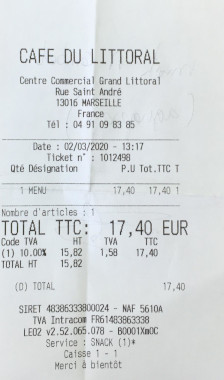 CAFE DU LITTORAL
Centre Commercial Grand Littoral
Rue Saint André
13016 MARSEILLE
France
Tél : 04 91 09 83 85
Date : 02/03/2020 - 13:17
Ticket n° : 1012498
Qté Désignation P.U Tot.TTC T
1 MENU 17,40 17,40 1
Nombre d'articles : 1
TOTAL TTC: 17,40 EUR
Code TVA HT TVA TTC
(1) 10.00% 15,82 1,58 17,40
TOTAL HT 15,82
(D) TOTAL 17,40
SIRET 48386333800024 - NAF 5610A
TVA Intracom FR61483863338
LEO2 v2.52.065.078 - B0001Xm0C
Service : SNACK (1)*
Caisse 1 - 1
Merci à bientôt